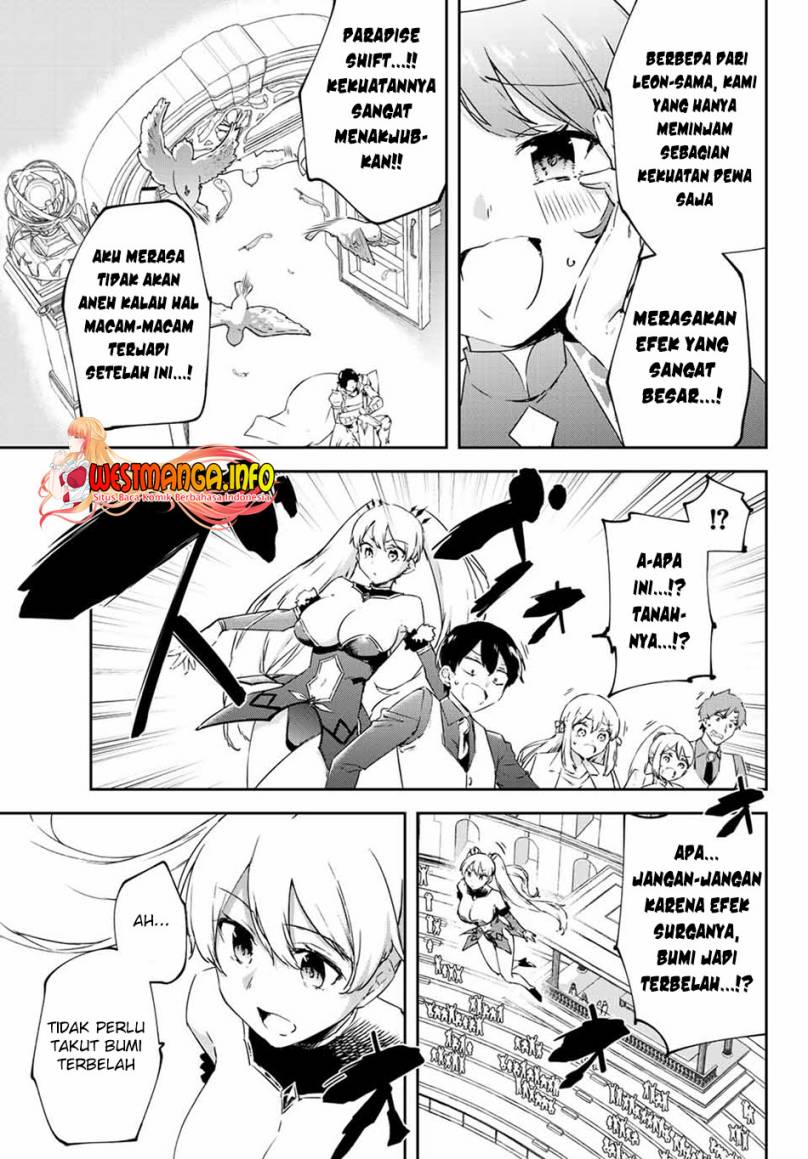 BERBEDA DARI
LEON-SAMA, KAMI
YANG HANYA
MEMINJAM
SEBAGIAN
KEKUATAN DEWA
SAJA
MERASAKAN
EFEK YANG
SANGAT
BESAR...!
PARADISE
SHIFT...!!
KEKUATANNYA
SANGAT
MENAKJUB-
KAN!!
AKU MERASA
TIDAK AKAN
ANEH KALAU HAL
MACAM-MACAM
TERJADI
SETELAH INI...!
WESTMANGA.INFO
Situs Baca Komik Berbahasa Indonesia
!?
A-APA
INI...!?
TANAH-
NYA...!?
APA...
JANGAN-JANGAN
KARENA EFEK
SURGANYA,
BUMI JADI
TERBELAH...!?
AH...
TIDAK PERLU
TAKUT BUMI
TERBELAH